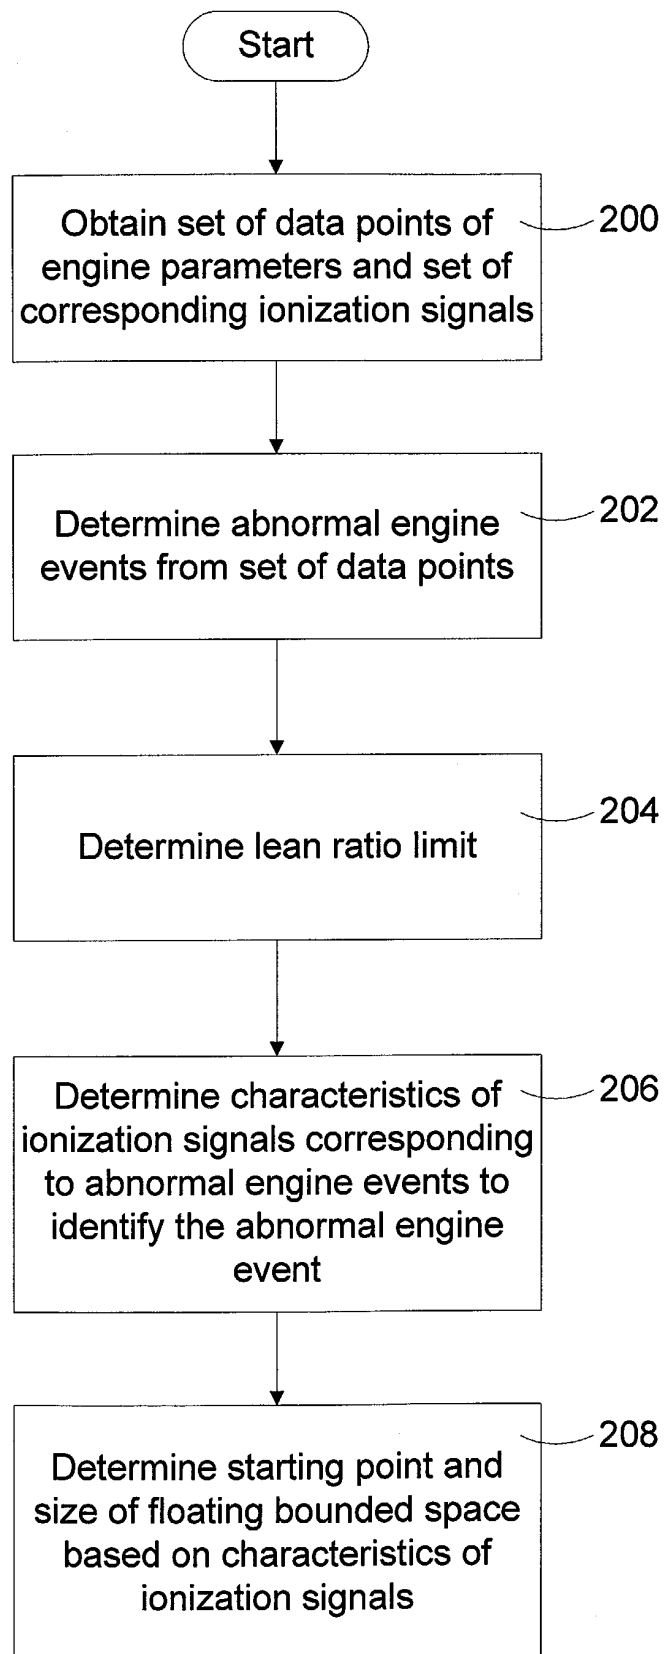 Start
Obtain set of data points of
engine parameters and set of
corresponding ionization signals
200
Determine abnormal engine
events from set of data points
202
Determine lean ratio limit
204
Determine characteristics of
ionization signals corresponding
to abnormal engine events to
identify the abnormal engine
event
206
Determine starting point and
size of floating bounded space
based on characteristics of
ionization signals
208